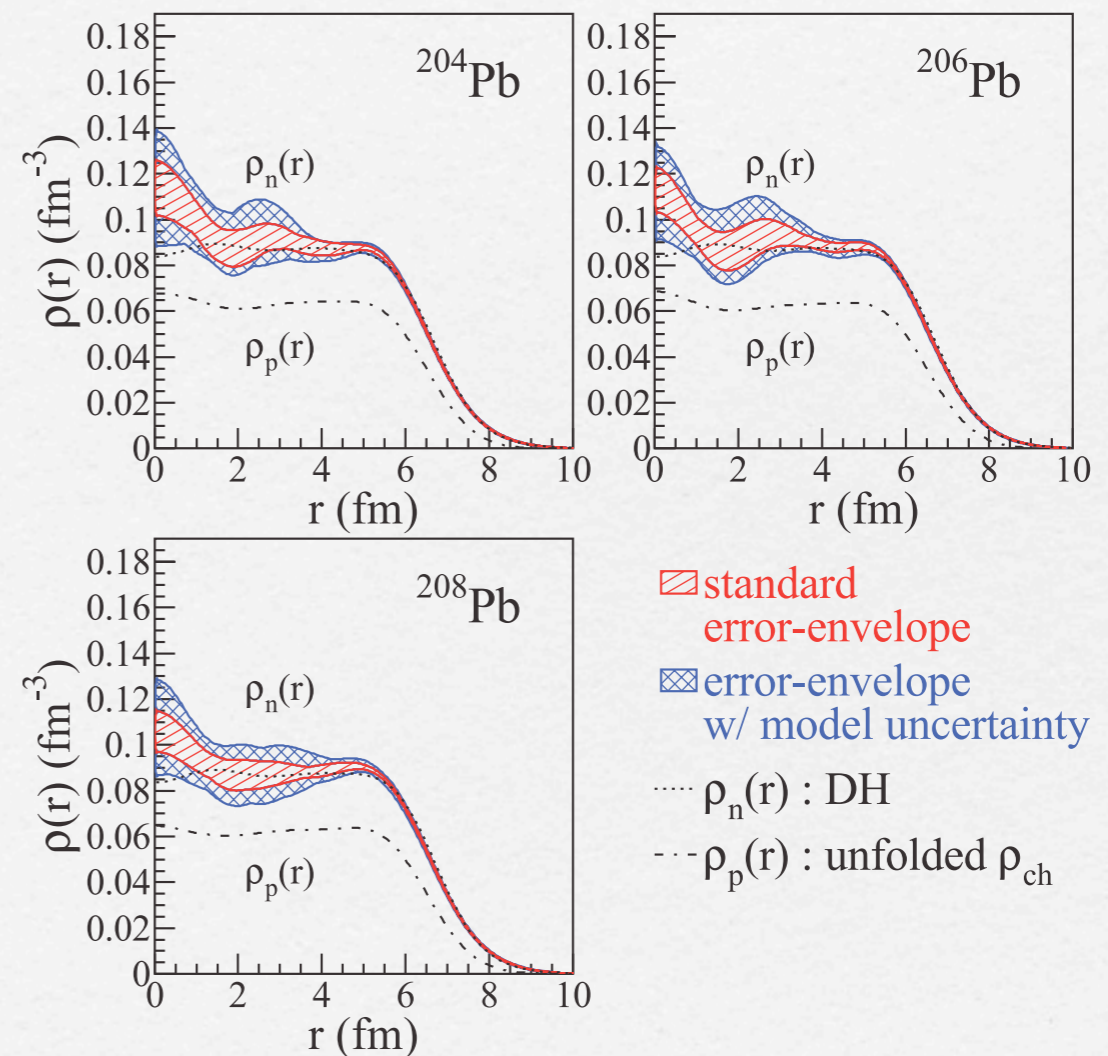 0.18
0.16
0.14
0.12
0.1
0.08
0.06
0.04
0.02
0
ρ(r) (fm⁻³)
²⁰⁴Pb
ρₙ(r)
ρₚ(r)
0 2 4 6 8 10
r (fm)
0.18
0.16
0.14
0.12
0.1
0.08
0.06
0.04
0.02
0
²⁰⁶Pb
ρₙ(r)
ρₚ(r)
0 2 4 6 8 10
r (fm)
0.18
0.16
0.14
0.12
0.1
0.08
0.06
0.04
0.02
0
ρ(r) (fm⁻³)
²⁰⁸Pb
ρₙ(r)
ρₚ(r)
0 2 4 6 8 10
r (fm)
standard
error-envelope
error-envelope
w/ model uncertainty
ρₙ(r) : DH
ρₚ(r) : unfolded ρ_ch